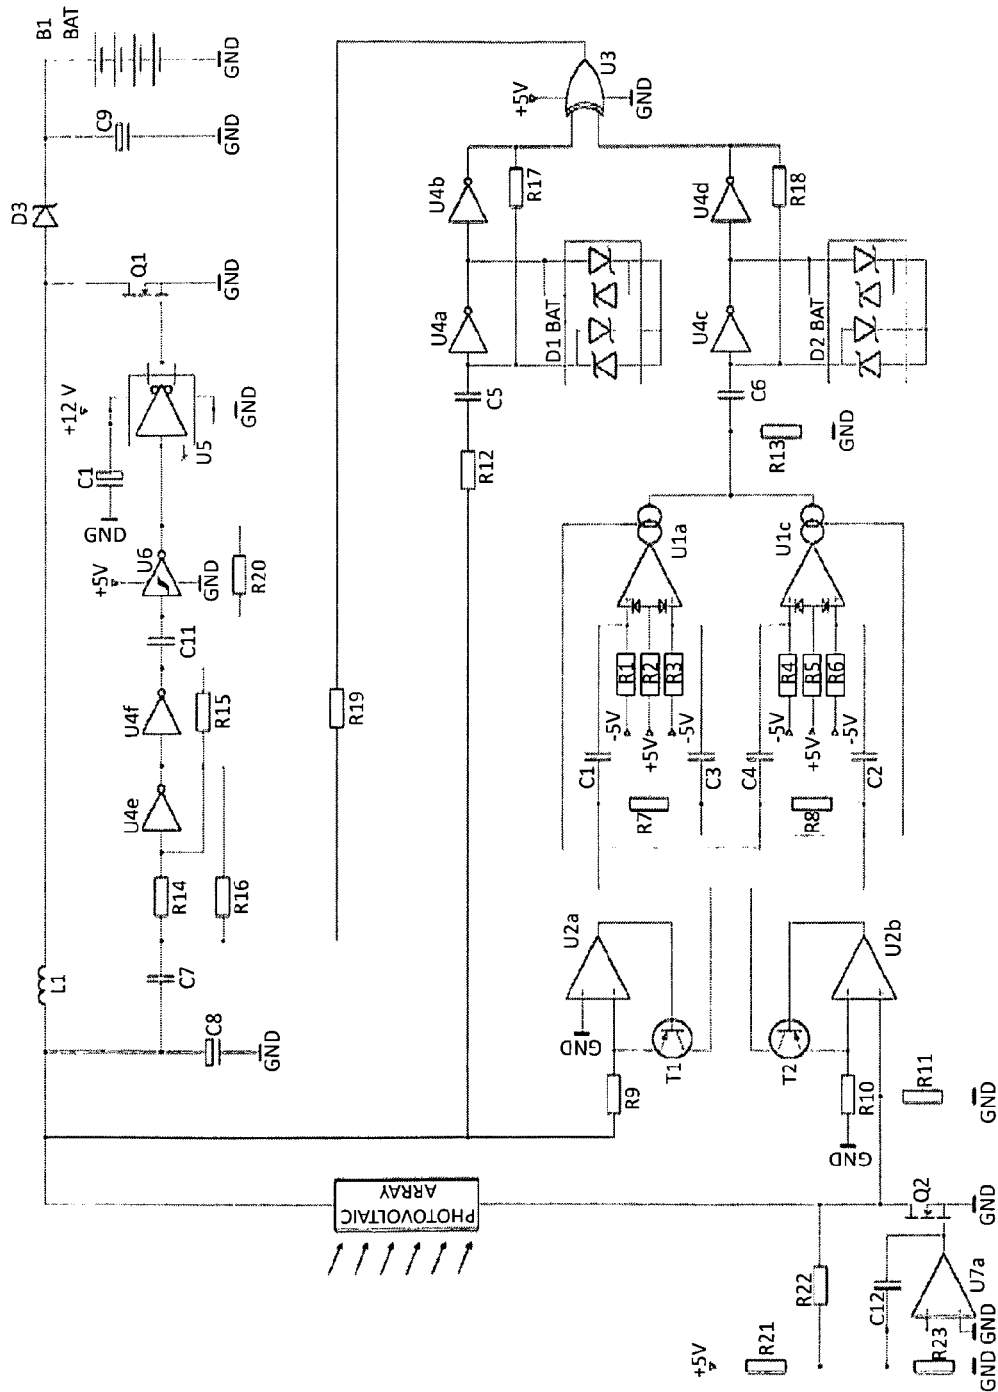 B1
BAT
GND
C9
GND
D3
Q1
GND
+12 V
C1
GND
U5
GND
+5V
U6
GND
R20
C11
U4f
R15
U4e
R14
R16
L1
C7
C8
GND
R19
+5V
U3
GND
U4b
R17
U4a
D1 BAT
C5
R12
U4d
R18
U4c
D2 BAT
C6
R13
GND
U1a
U1c
R1
R2
R3
-5V
+5V
-5V
C1
C3
R7
R4
R5
R6
-5V
+5V
-5V
C4
C2
R8
U2a
GND
T1
R9
U2b
T2
R10
GND
R11
GND
PHOTOVOLTAIC
ARRAY
Q2
GND
R22
C12
U7a
GND
R23
GND
R21
+5V